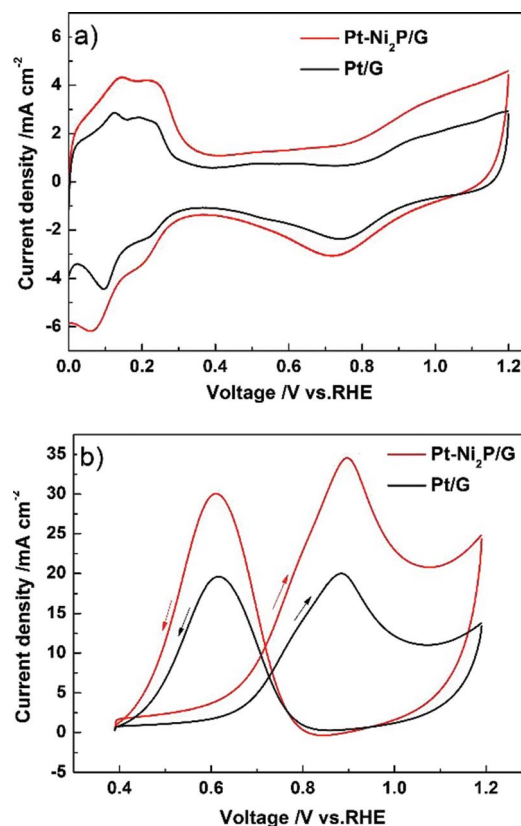 a)
Pt-Ni₂P/G
Pt/G
Current density /mA cm⁻²
6
4
2
0
-2
-4
-6
0.0 0.2 0.4 0.6 0.8 1.0 1.2
Voltage /V vs.RHE
b)
Pt-Ni₂P/G
Pt/G
Current density /mA cm⁻²
35
30
25
20
15
10
5
0
-5
0.4 0.6 0.8 1.0 1.2
Voltage /V vs.RHE